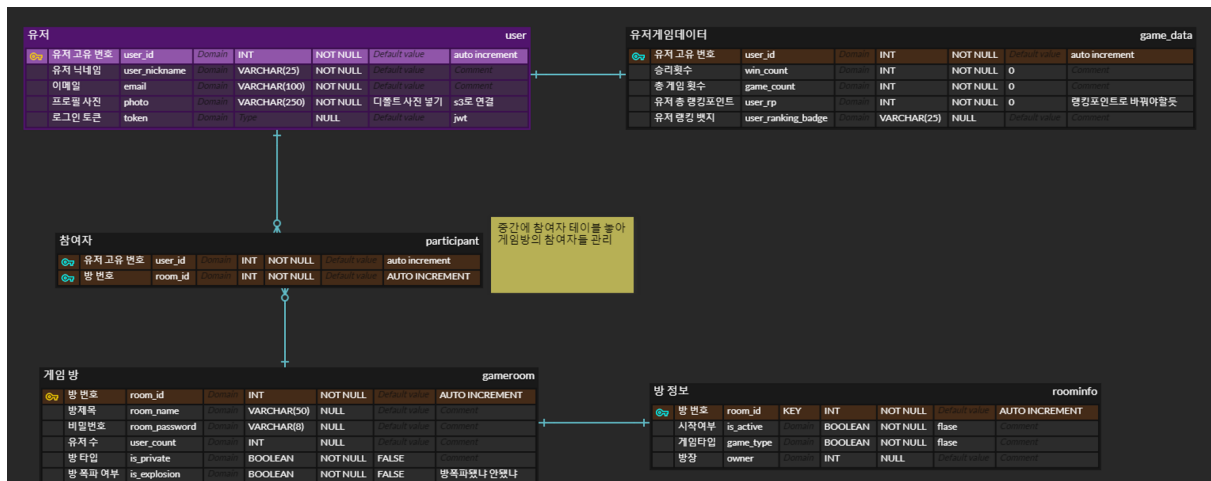 유저 user
유저 고유 번호 user_id Domain INT NOT NULL Default value auto increment
유저 닉네임 user_nickname Domain VARCHAR(25) NOT NULL Default value Comment
이메일 email Domain VARCHAR(100) NOT NULL Default value Comment
프로필 사진 photo Domain VARCHAR(250) NOT NULL 디폴트 사진 넣기 s3로 연결
로그인 토큰 token Domain Type NULL Default value jwt
유저게임데이터 game_data
유저 고유 번호 user_id Domain INT NOT NULL Default value auto increment
승리횟수 win_count Domain INT NOT NULL 0 Comment
총 게임 횟수 game_count Domain INT NOT NULL 0 Comment
유저 총 랭킹포인트 user_rp Domain INT NOT NULL 0 랭킹포인트로 바꿔야할듯
유저 랭킹 뱃지 user_ranking_badge Domain VARCHAR(25) NULL Default value Comment
참여자 participant
유저 고유 번호 user_id Domain INT NOT NULL Default value auto increment
방 번호 room_id Domain INT NOT NULL Default value AUTO INCREMENT
중간에 참여자 테이블 놓아
게임방의 참여자들 관리
게임 방 gameroom
방 번호 room_id Domain INT NOT NULL Default value AUTO INCREMENT
방제목 room_name Domain VARCHAR(50) NULL Default value Comment
비밀번호 room_password Domain VARCHAR(8) NULL Default value Comment
유저 수 user_count Domain INT NULL Default value Comment
방 타입 is_private Domain BOOLEAN NOT NULL FALSE Comment
방 폭파 여부 is_explosion Domain BOOLEAN NOT NULL FALSE 방폭파됐냐 안됐냐
방 정보 roominfo
방 번호 room_id KEY INT NOT NULL Default value AUTO INCREMENT
시작여부 is_active Domain BOOLEAN NOT NULL flase Comment
게임타입 game_type Domain BOOLEAN NOT NULL flase Comment
방장 owner Domain INT NULL Default value Comment